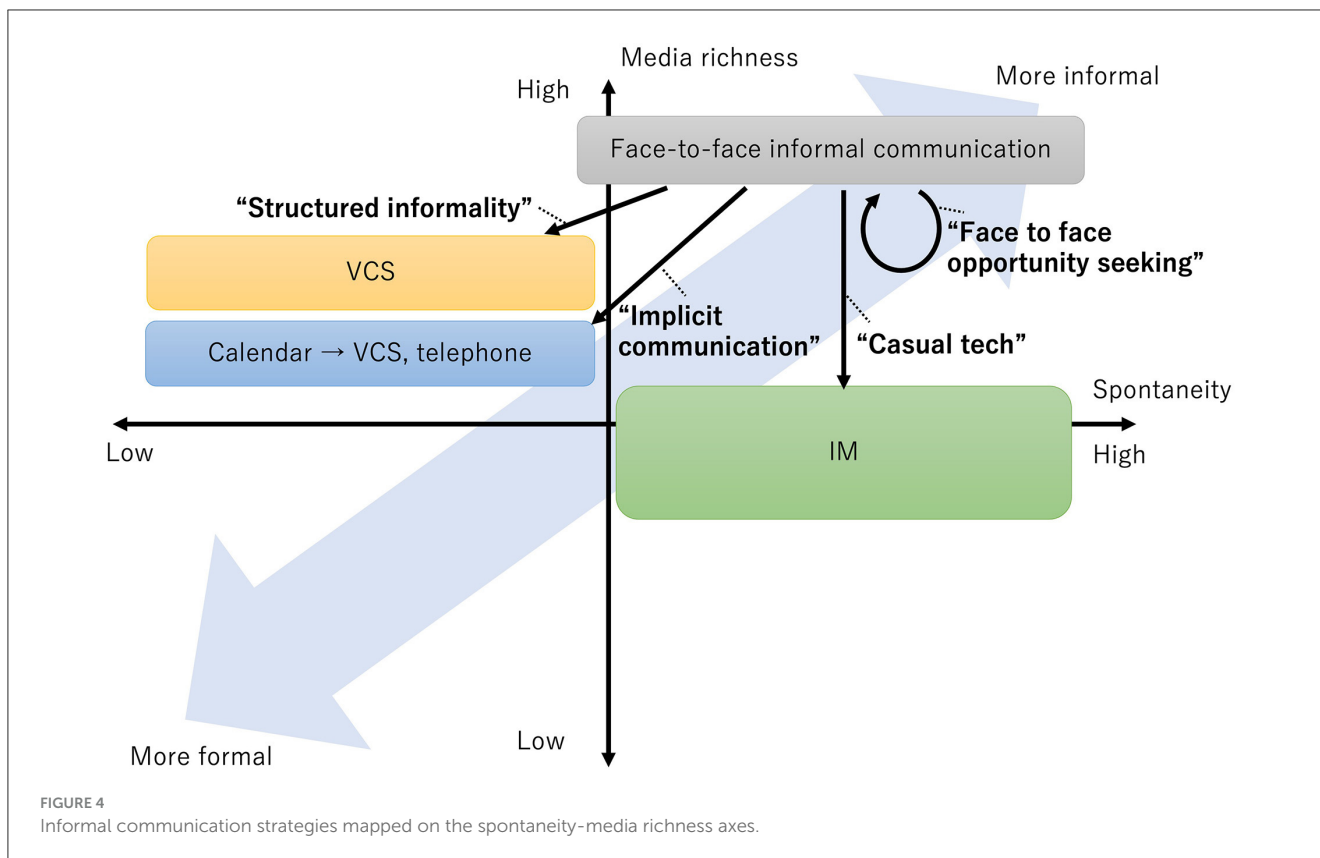 Media richness
High
More informal
Face-to-face informal communication
“Structured informality”
“Face to face
opportunity seeking”
VCS
“Implicit
communication”
“Casual tech”
Calendar → VCS, telephone
Spontaneity
Low
High
IM
More formal
Low
FIGURE 4
Informal communication strategies mapped on the spontaneity-media richness axes.